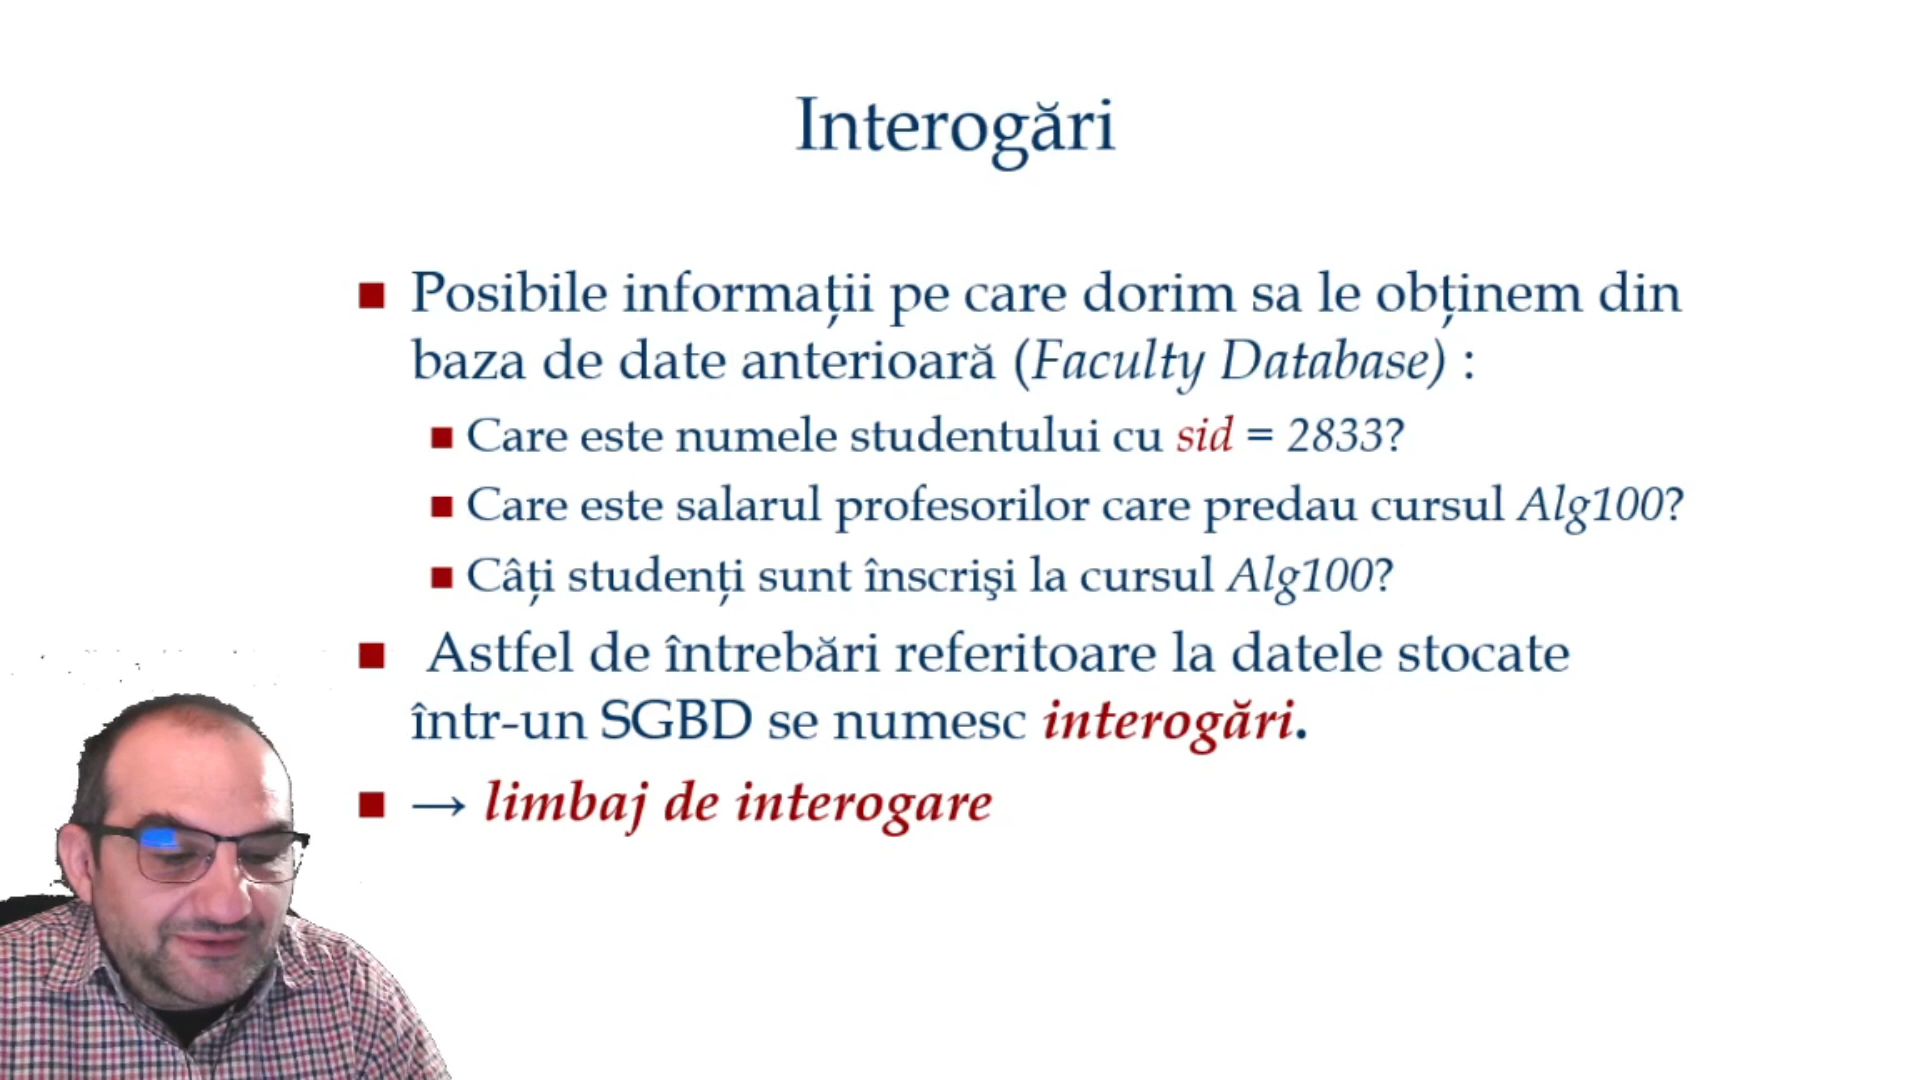 Interogări
Posibile informații pe care dorim sa le obținem din
baza de date anterioară (Faculty Database) :
Care este numele studentului cu sid = 2833?
Care este salarul profesorilor care predau cursul Alg100?
Câți studenți sunt înscrişi la cursul Alg100?
Astfel de întrebări referitoare la datele stocate
într-un SGBD se numesc interogări.
→ limbaj de interogare